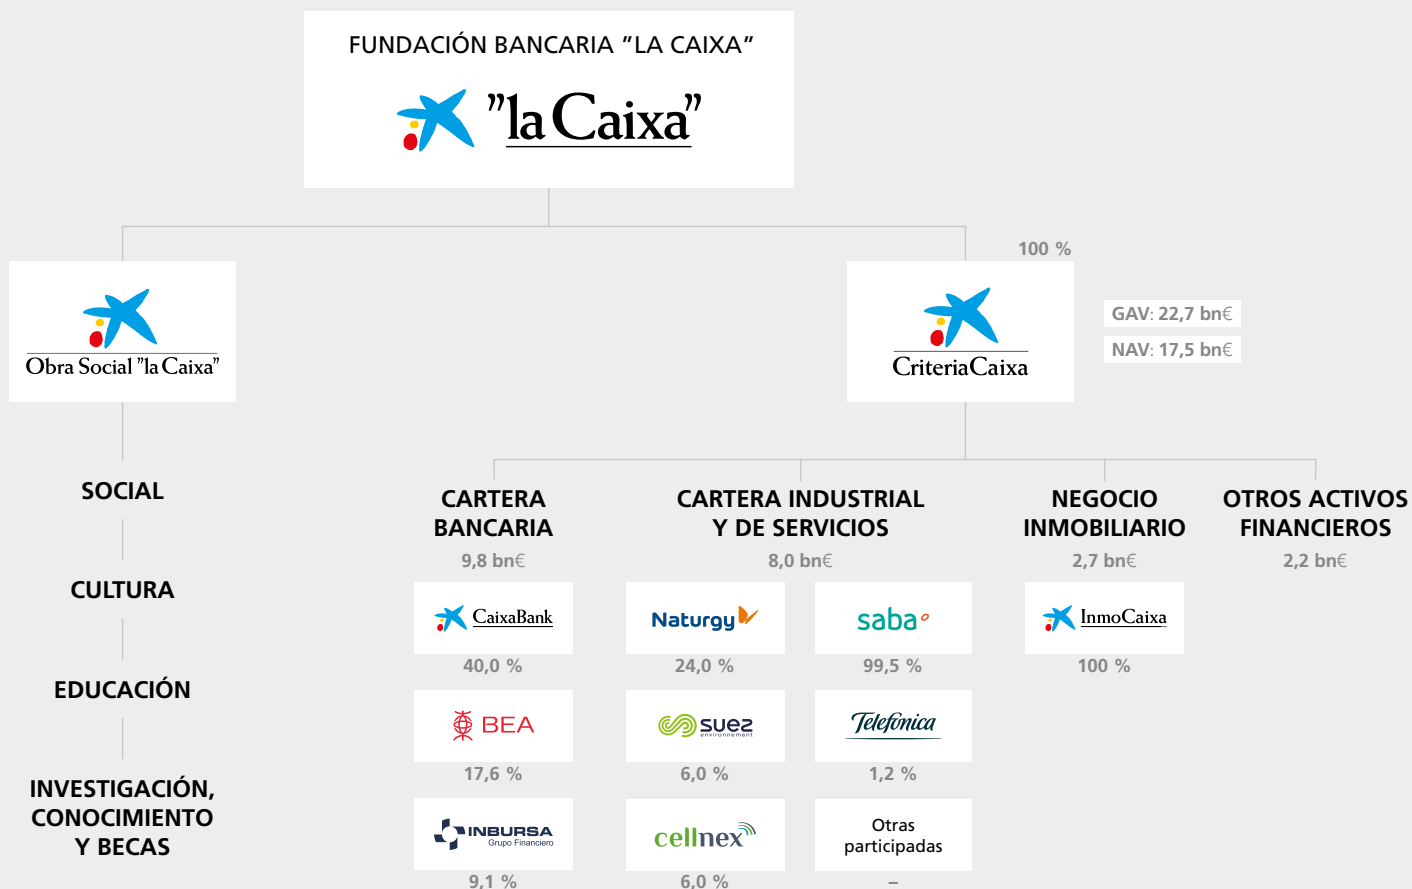 FUNDACIÓN BANCARIA ”LA CAIXA”
”la Caixa”
100 %
Obra Social ”la Caixa”
CriteriaCaixa
GAV: 22,7 bn€
NAV: 17,5 bn€
SOCIAL
CULTURA
EDUCACIÓN
INVESTIGACIÓN,
CONOCIMIENTO
Y BECAS
CARTERA
BANCARIA
9,8 bn€
CaixaBank
40,0 %
BEA
17,6 %
INBURSA
Grupo Financiero
9,1 %
CARTERA INDUSTRIAL
Y DE SERVICIOS
8,0 bn€
Naturgy
24,0 %
saba
99,5 %
suez
environnement
6,0 %
Telefónica
1,2 %
cellnex
6,0 %
Otras
participadas
–
NEGOCIO
INMOBILIARIO
2,7 bn€
InmoCaixa
100 %
OTROS ACTIVOS
FINANCIEROS
2,2 bn€